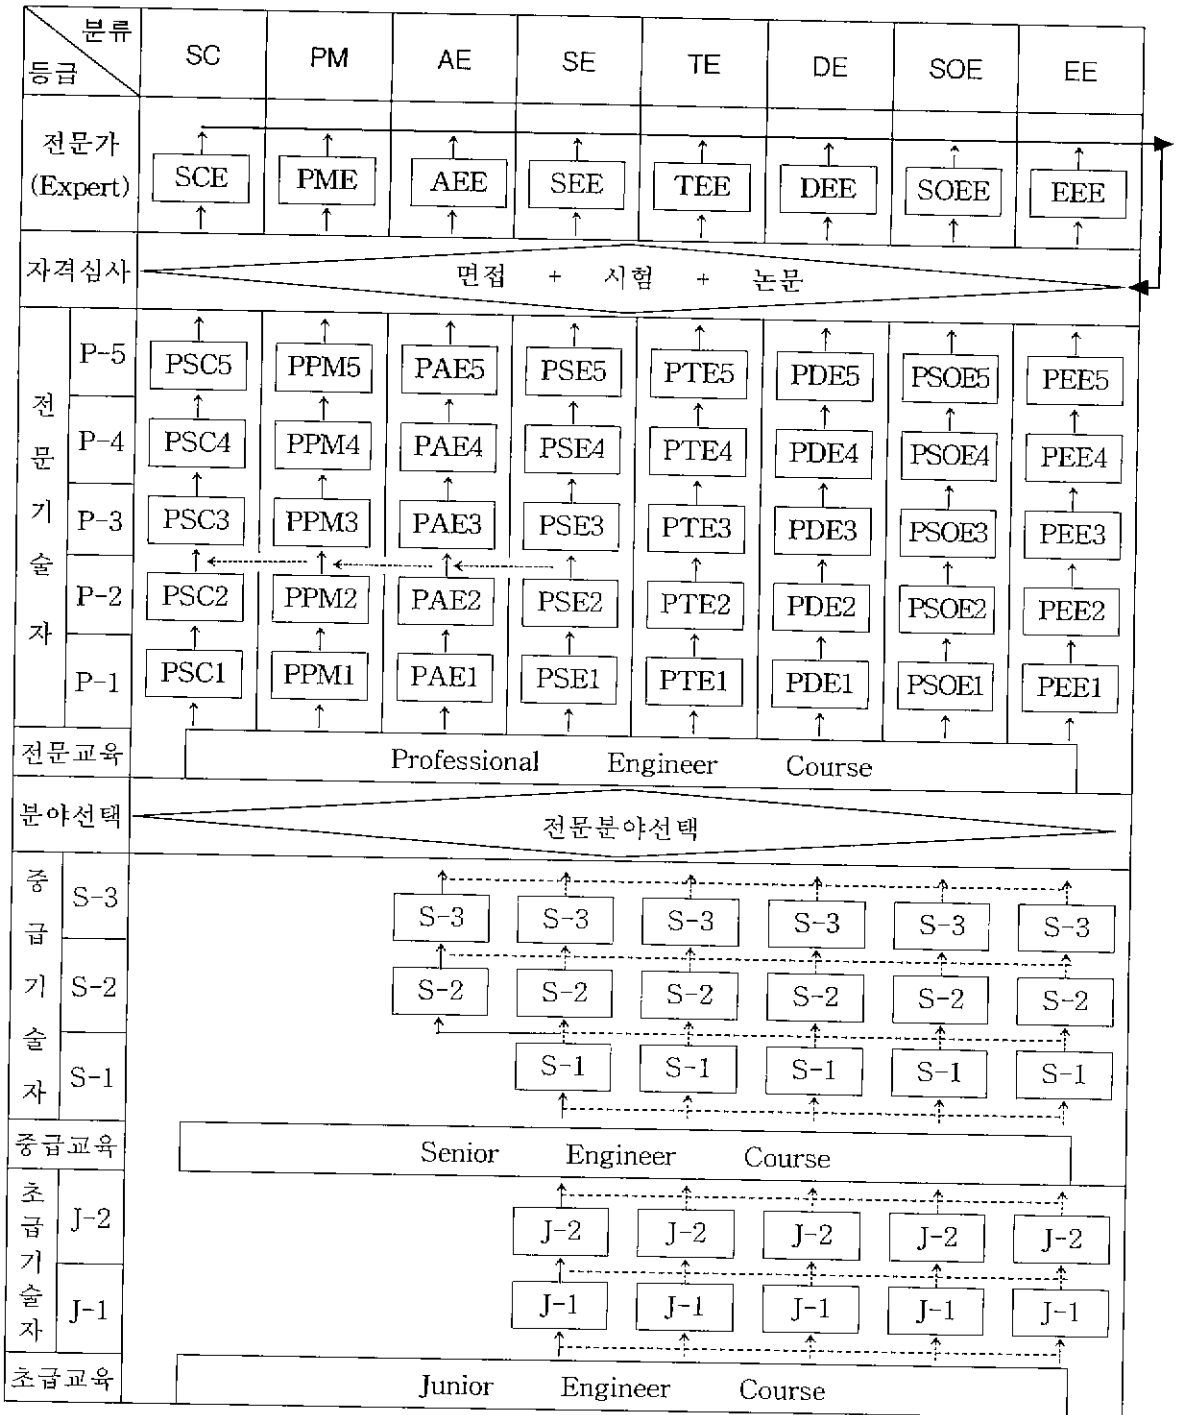 분류
등급
SC PM AE SE TE DE SOE EE
전문가
(Expert)
SCE PME AEE SEE TEE DEE SOEE EEE
자격심사
면접 + 시험 + 논문
전문기술자
P-5 PSC5 PPM5 PAE5 PSE5 PTE5 PDE5 PSOE5 PEE5
P-4 PSC4 PPM4 PAE4 PSE4 PTE4 PDE4 PSOE4 PEE4
P-3 PSC3 PPM3 PAE3 PSE3 PTE3 PDE3 PSOE3 PEE3
P-2 PSC2 PPM2 PAE2 PSE2 PTE2 PDE2 PSOE2 PEE2
P-1 PSC1 PPM1 PAE1 PSE1 PTE1 PDE1 PSOE1 PEE1
전문교육 Professional Engineer Course
분야선택 전문분야선택
중급기술자
S-3 S-3 S-3 S-3 S-3 S-3 S-3
S-2 S-2 S-2 S-2 S-2 S-2 S-2
S-1 S-1 S-1 S-1 S-1 S-1
중급교육 Senior Engineer Course
초급기술자
J-2 J-2 J-2 J-2 J-2 J-2
J-1 J-1 J-1 J-1 J-1 J-1
초급교육 Junior Engineer Course